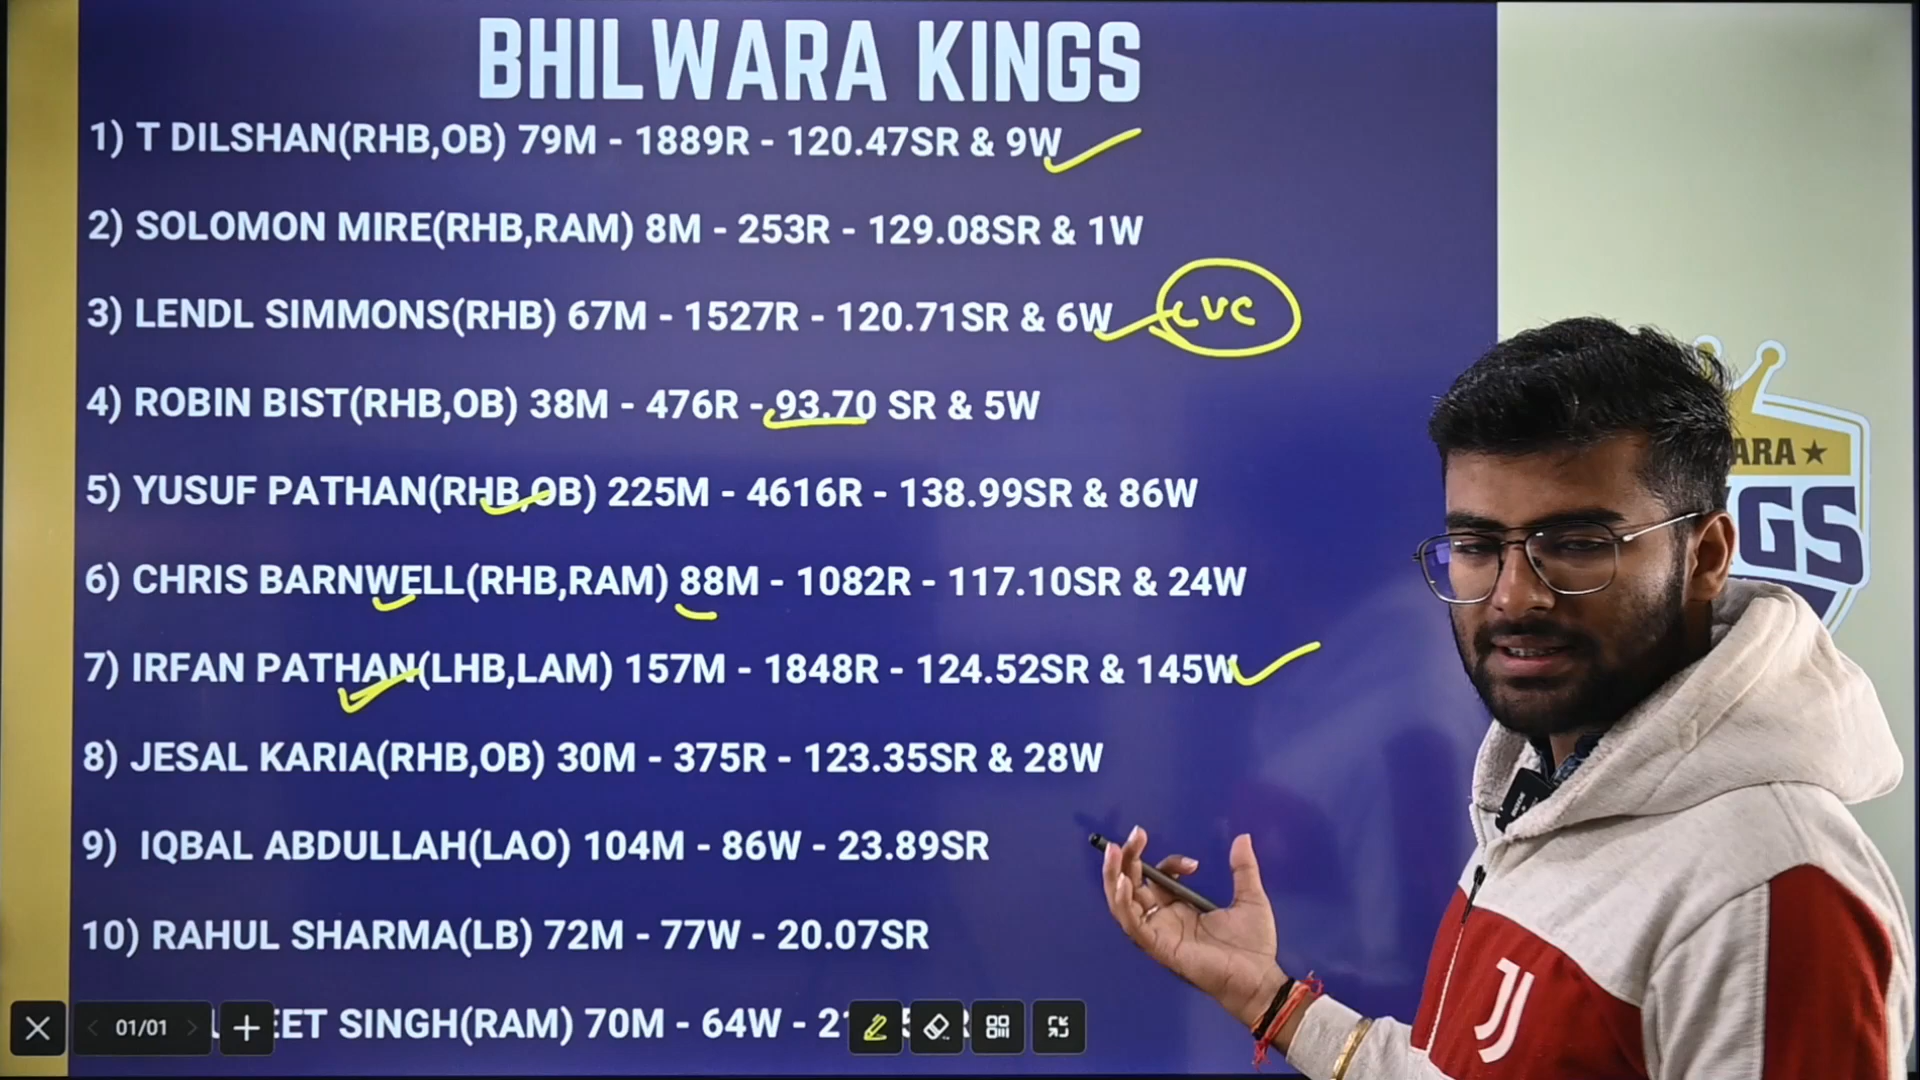 BHILWARA KINGS
1) T DILSHAN(RHB,OB) 79M - 1889R - 120.47SR & 9W
2) SOLOMON MIRE(RHB,RAM) 8M - 253R - 129.08SR & 1W
3) LENDL SIMMONS(RHB) 67M - 1527R - 120.71SR & 6W CVC
4) ROBIN BIST(RHB,OB) 38M - 476R - 93.70 SR & 5W
5) YUSUF PATHAN(RHB,OB) 225M - 4616R - 138.99SR & 86W
6) CHRIS BARNWELL(RHB,RAM) 88M - 1082R - 117.10SR & 24W
7) IRFAN PATHAN(LHB,LAM) 157M - 1848R - 124.52SR & 145W
8) JESAL KARIA(RHB,OB) 30M - 375R - 123.35SR & 28W
9) IQBAL ABDULLAH(LAO) 104M - 86W - 23.89SR
10) RAHUL SHARMA(LB) 72M - 77W - 20.07SR
SINGH(RAM) 70M - 64W -
01/01